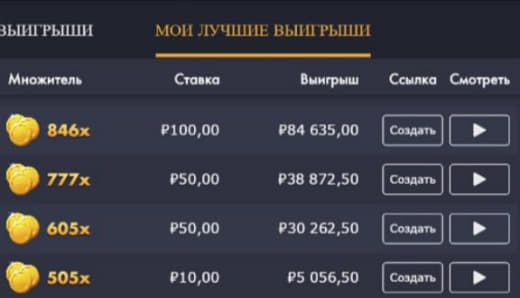 ВЫИГРЫШИ МОИ ЛУЧШИЕ ВЫИГРЫШИ
Множитель Ставка Выигрыш Ссылка Смотреть
846x ₽100,00 ₽84 635,00 Создать
777x ₽50,00 ₽38 872,50 Создать
605x ₽50,00 ₽30 262,50 Создать
505x ₽10,00 ₽5 056,50 Создать